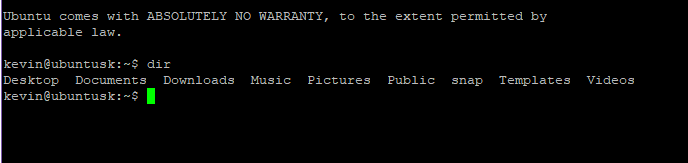 Ubuntu comes with ABSOLUTELY NO WARRANTY, to the extent permitted by
applicable law.
kevin@ubuntusk:~$ dir
Desktop  Documents  Downloads  Music  Pictures  Public  snap  Templates  Videos
kevin@ubuntusk:~$